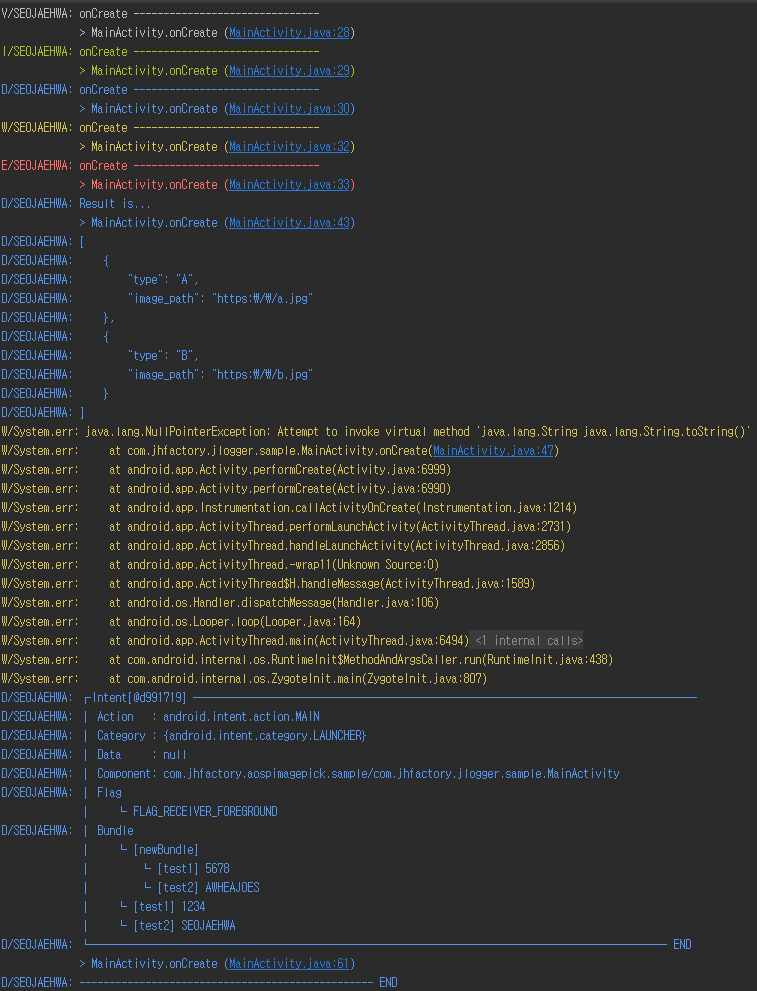 V/SEOJAEHWA: onCreate -------------------------------
> MainActivity.onCreate (MainActivity.java:28)
I/SEOJAEHWA: onCreate -------------------------------
> MainActivity.onCreate (MainActivity.java:29)
D/SEOJAEHWA: onCreate -------------------------------
> MainActivity.onCreate (MainActivity.java:30)
W/SEOJAEHWA: onCreate -------------------------------
> MainActivity.onCreate (MainActivity.java:32)
E/SEOJAEHWA: onCreate -------------------------------
> MainActivity.onCreate (MainActivity.java:33)
D/SEOJAEHWA: Result is...
> MainActivity.onCreate (MainActivity.java:43)
D/SEOJAEHWA: [
D/SEOJAEHWA:     {
D/SEOJAEHWA:         "type": "A",
D/SEOJAEHWA:         "image_path": "https:₩/₩/a.jpg"
D/SEOJAEHWA:     },
D/SEOJAEHWA:     {
D/SEOJAEHWA:         "type": "B",
D/SEOJAEHWA:         "image_path": "https:₩/₩/b.jpg"
D/SEOJAEHWA:     }
D/SEOJAEHWA: ]
W/System.err: java.lang.NullPointerException: Attempt to invoke virtual method 'java.lang.String java.lang.String.toString()'
W/System.err:     at com.jhfactory.jlogger.sample.MainActivity.onCreate(MainActivity.java:47)
W/System.err:     at android.app.Activity.performCreate(Activity.java:6999)
W/System.err:     at android.app.Activity.performCreate(Activity.java:6990)
W/System.err:     at android.app.Instrumentation.callActivityOnCreate(Instrumentation.java:1214)
W/System.err:     at android.app.ActivityThread.performLaunchActivity(ActivityThread.java:2731)
W/System.err:     at android.app.ActivityThread.handleLaunchActivity(ActivityThread.java:2856)
W/System.err:     at android.app.ActivityThread.-wrap11(Unknown Source:0)
W/System.err:     at android.app.ActivityThread$H.handleMessage(ActivityThread.java:1589)
W/System.err:     at android.os.Handler.dispatchMessage(Handler.java:106)
W/System.err:     at android.os.Looper.loop(Looper.java:164)
W/System.err:     at android.app.ActivityThread.main(ActivityThread.java:6494) <1 internal calls>
W/System.err:     at com.android.internal.os.RuntimeInit$MethodAndArgsCaller.run(RuntimeInit.java:438)
W/System.err:     at com.android.internal.os.ZygoteInit.main(ZygoteInit.java:807)
D/SEOJAEHWA: ┌Intent[@d991719] ────────────────────────────────────────
D/SEOJAEHWA: | Action   : android.intent.action.MAIN
D/SEOJAEHWA: | Category : {android.intent.category.LAUNCHER}
D/SEOJAEHWA: | Data     : null
D/SEOJAEHWA: | Component: com.jhfactory.aospimagepick.sample/com.jhfactory.jlogger.sample.MainActivity
D/SEOJAEHWA: | Flag
|     └ FLAG_RECEIVER_FOREGROUND
D/SEOJAEHWA: | Bundle
|     └ [newBundle]
|         └ [test1] 5678
|         └ [test2] AWHEAJOES
|     └ [test1] 1234
|     └ [test2] SEOJAEHWA
D/SEOJAEHWA: └──────────────────────────────────────────────── END
> MainActivity.onCreate (MainActivity.java:61)
D/SEOJAEHWA: ------------------------------------------------- END